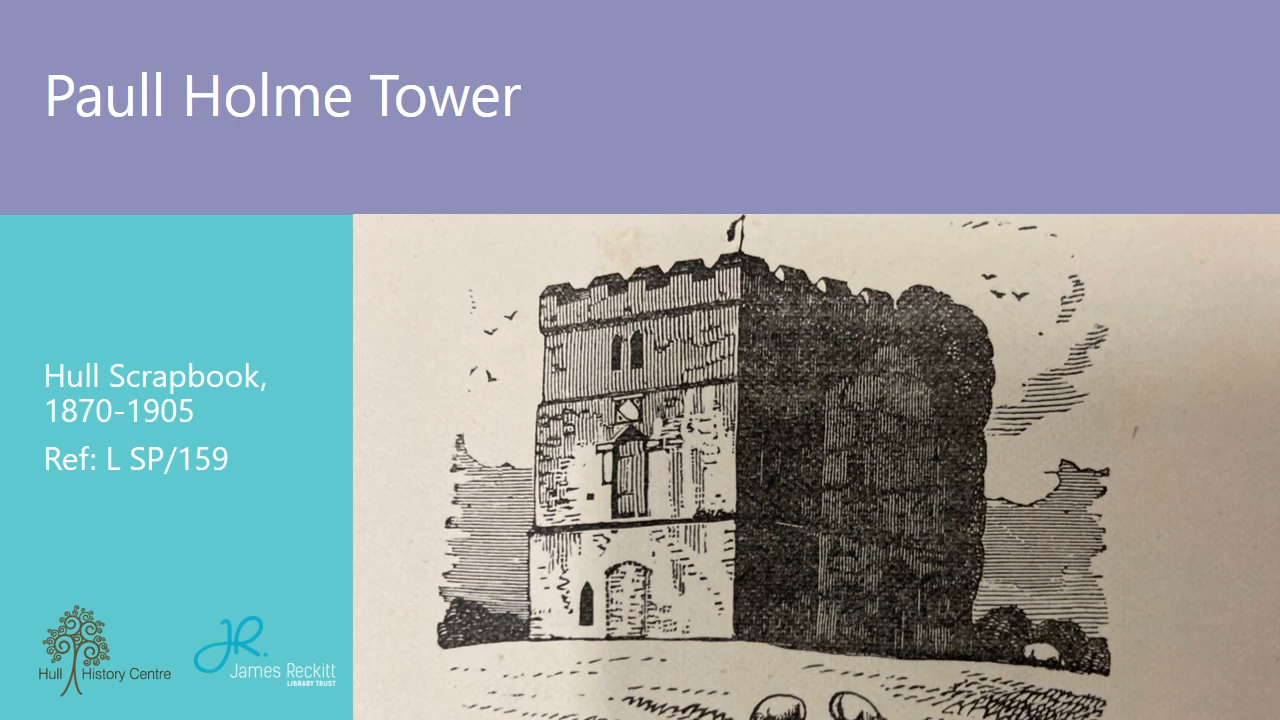 Paull Holme Tower
Hull Scrapbook,
1870-1905
Ref: L SP/159
Hull History Centre
JR.
James Reckitt
LIBRARY TRUST